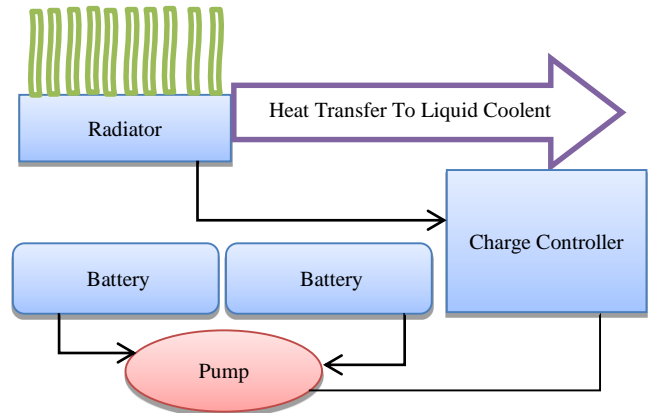 Heat Transfer To Liquid Coolent
Radiator
Charge Controller
Battery
Battery
Pump